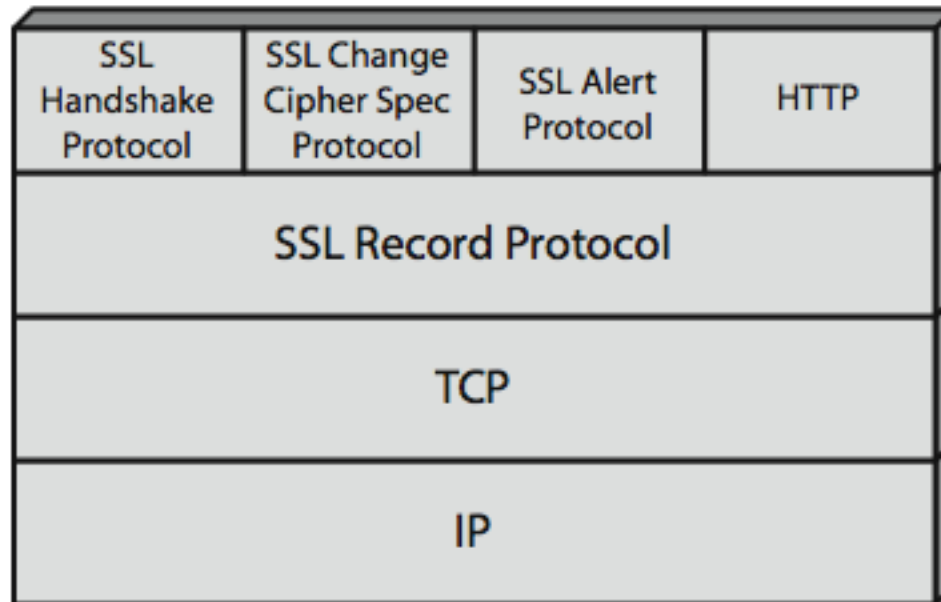 SSL
Handshake
Protocol
SSL Change
Cipher Spec
Protocol
SSL Alert
Protocol
HTTP
SSL Record Protocol
TCP
IP